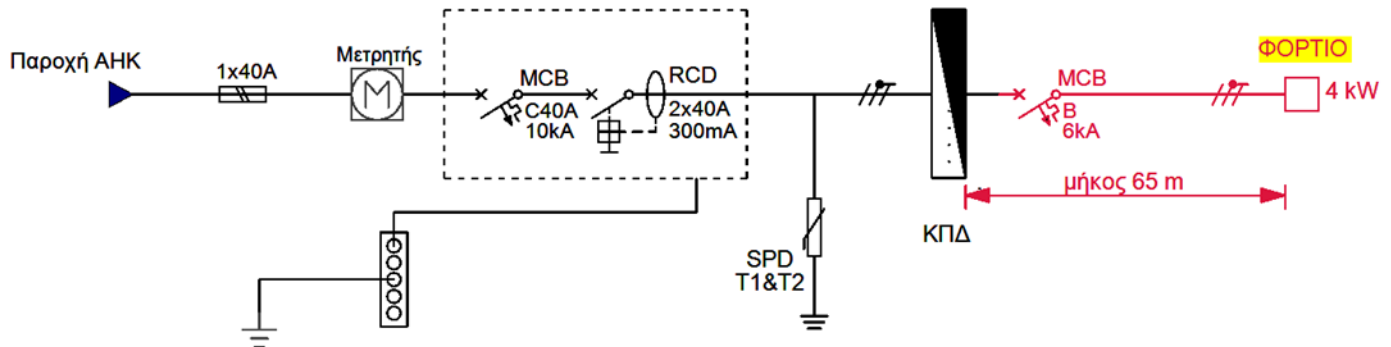 Παροχή ΑΗΚ
1x40A
Μετρητής
M
MCB
C40A
10kA
RCD
2x40A
300mA
SPD
T1&T2
ΚΠΔ
MCB
B
6kA
ΦΟΡΤΙΟ
4 kW
μήκος 65 m